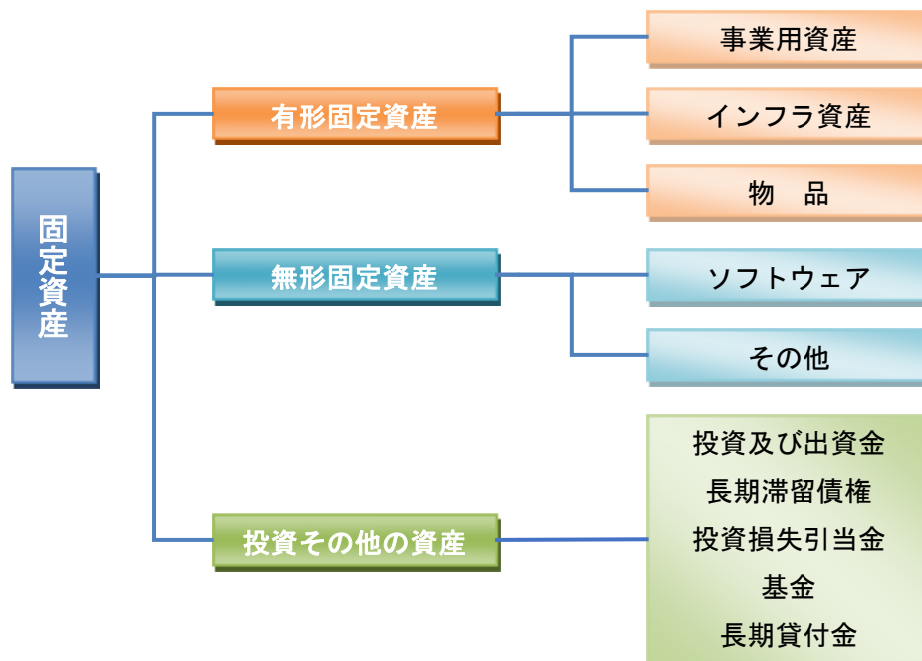 固定資産
有形固定資産
事業用資産
インフラ資産
物　品
無形固定資産
ソフトウェア
その他
投資その他の資産
投資及び出資金
長期滞留債権
投資損失引当金
基金
長期貸付金